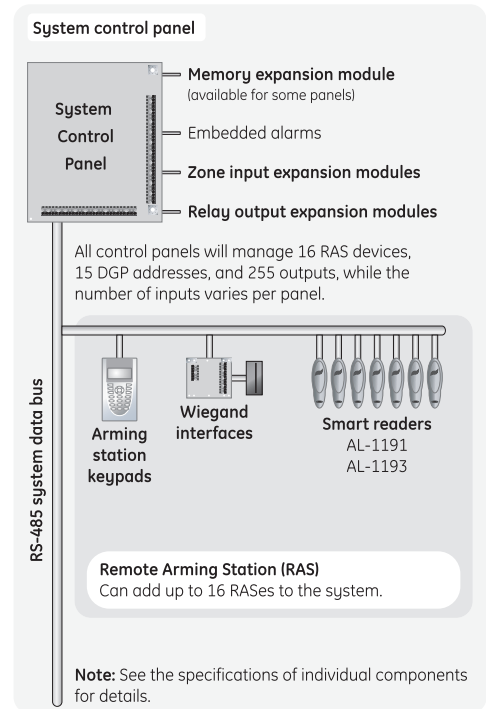 System control panel
System
Control
Panel
Memory expansion module
(available for some panels)
Embedded alarms
Zone input expansion modules
Relay output expansion modules
All control panels will manage 16 RAS devices,
15 DGP addresses, and 255 outputs, while the
number of inputs varies per panel.
RS-485 system data bus
Arming
station
keypads
Wiegand
interfaces
Smart readers
AL-1191
AL-1193
Remote Arming Station (RAS)
Can add up to 16 RASes to the system.
Note: See the specifications of individual components
for details.